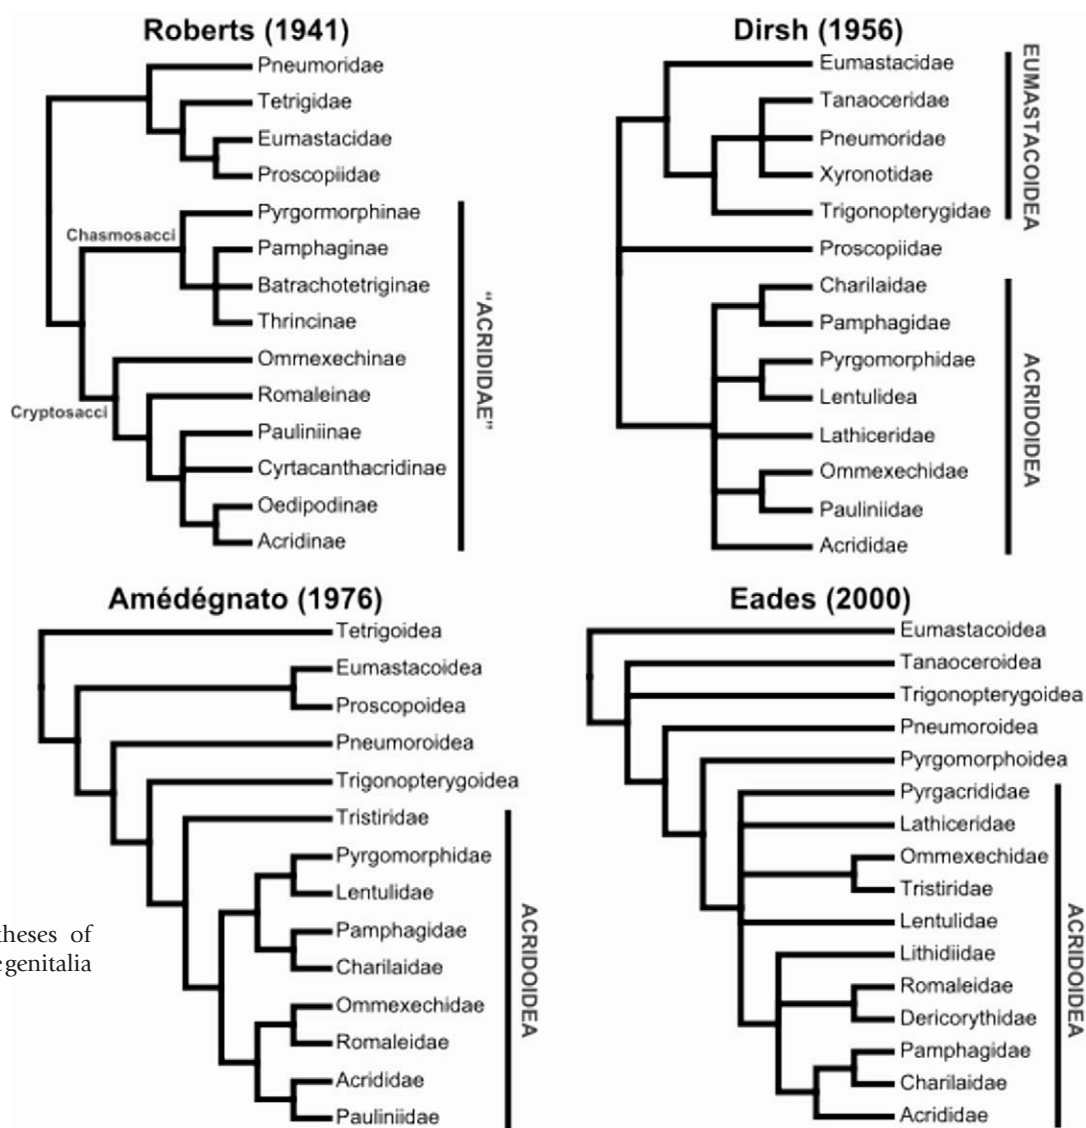 Roberts (1941)
Pneumoridae
Tetrigidae
Eumastacidae
Proscopiidae
Pyrgormorphinae
Chasmosacci
Pamphaginae
Batrachotetriginae
Thrincinae
Ommexechinae
Romaleinae
Cryptosacci
Pauliniinae
Cyrtacanthacridinae
Oedipodinae
Acridinae
"ACRIDIDAE"
Dirsh (1956)
Eumastacidae
Tanaoceridae
Pneumoridae
Xyronotidae
Trigonopterygidae
EUMASTACOIDEA
Proscopiidae
Charilaidae
Pamphagidae
Pyrgomorphidae
Lentulidea
Lathiceridae
Ommexechidae
Pauliniidae
Acrididae
ACRIDOIDEA
Amédégnato (1976)
Tetrigoidea
Eumastacoidea
Proscopoidea
Pneumoroidea
Trigonopterygoidea
Tristiridae
Pyrgomorphidae
Lentulidae
Pamphagidae
Charilaidae
Ommexechidae
Romaleidae
Acrididae
Pauliniidae
ACRIDOIDEA
Eades (2000)
Eumastacoidea
Tanaoceroidea
Trigonopterygoidea
Pneumoroidea
Pyrgomorphoidea
Pyrgacrididae
Lathiceridae
Ommexechidae
Tristiridae
Lentulidae
Lithidiidae
Romaleidae
Dericorythidae
Pamphagidae
Charilaidae
Acrididae
ACRIDOIDEA
heses of
genitalia